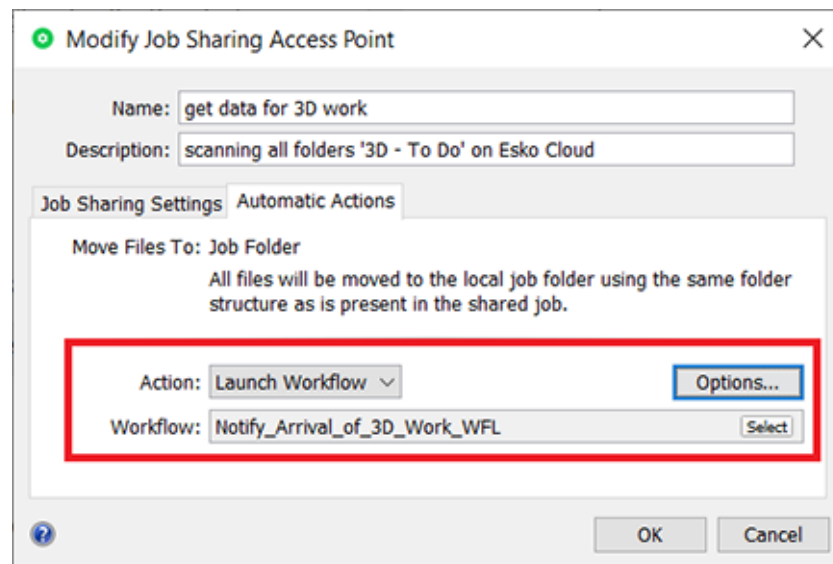 Modify Job Sharing Access Point
Name: get data for 3D work
Description: scanning all folders '3D - To Do' on Esko Cloud
Job Sharing Settings Automatic Actions
Move Files To: Job Folder
All files will be moved to the local job folder using the same folder
structure as is present in the shared job.
Action: Launch Workflow Options...
Workflow: Notify_Arrival_of_3D_Work_WFL Select
? OK Cancel